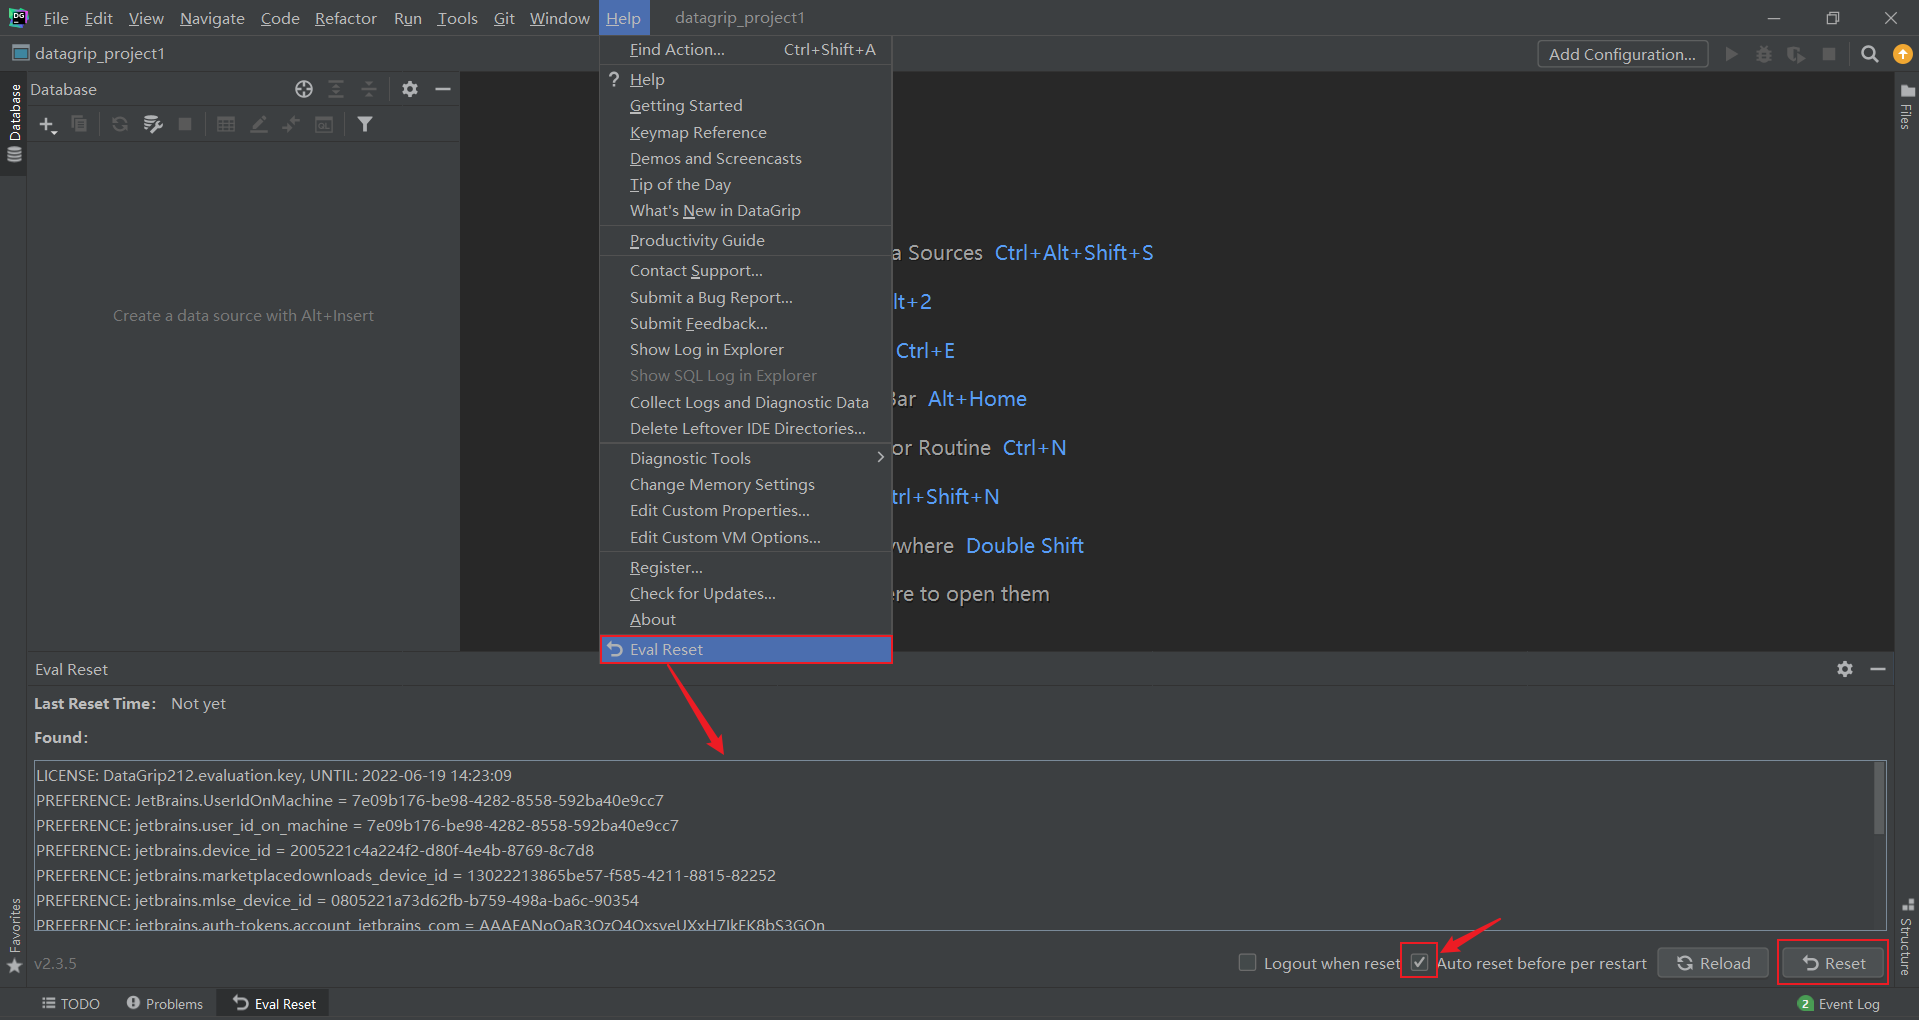 File Edit View Navigate Code Refactor Run Tools Git Window Help datagrip_project1
datagrip_project1
Add Configuration...
Database
Database
Files
Create a data source with Alt+Insert
Find Action... Ctrl+Shift+A
? Help
Getting Started
Keymap Reference
Demos and Screencasts
Tip of the Day
What's New in DataGrip
Productivity Guide
Contact Support...
Submit a Bug Report...
Submit Feedback...
Show Log in Explorer
Show SQL Log in Explorer
Collect Logs and Diagnostic Data
Delete Leftover IDE Directories...
Diagnostic Tools
Change Memory Settings
Edit Custom Properties...
Edit Custom VM Options...
Register...
Check for Updates...
About
Eval Reset
a Sources Ctrl+Alt+Shift+S
lt+2
Ctrl+E
Bar Alt+Home
or Routine Ctrl+N
trl+Shift+N
ywhere Double Shift
ere to open them
Eval Reset
Last Reset Time: Not yet
Found:
LICENSE: DataGrip212.evaluation.key, UNTIL: 2022-06-19 14:23:09
PREFERENCE: JetBrains.UserIdOnMachine = 7e09b176-be98-4282-8558-592ba40e9cc7
PREFERENCE: jetbrains.user_id_on_machine = 7e09b176-be98-4282-8558-592ba40e9cc7
PREFERENCE: jetbrains.device_id = 2005221c4a224f2-d80f-4e4b-8769-8c7d8
PREFERENCE: jetbrains.marketplacedownloads_device_id = 13022213865be57-f585-4211-8815-82252
PREFERENCE: jetbrains.mlse_device_id = 0805221a73d62fb-b759-498a-ba6c-90354
PREFERENCE: jetbrains.auth-tokens.account_jetbrains_com =
Favorites
Structure
v2.3.5
Logout when reset Auto reset before per restart Reload Reset
TODO Problems Eval Reset 2 Event Log